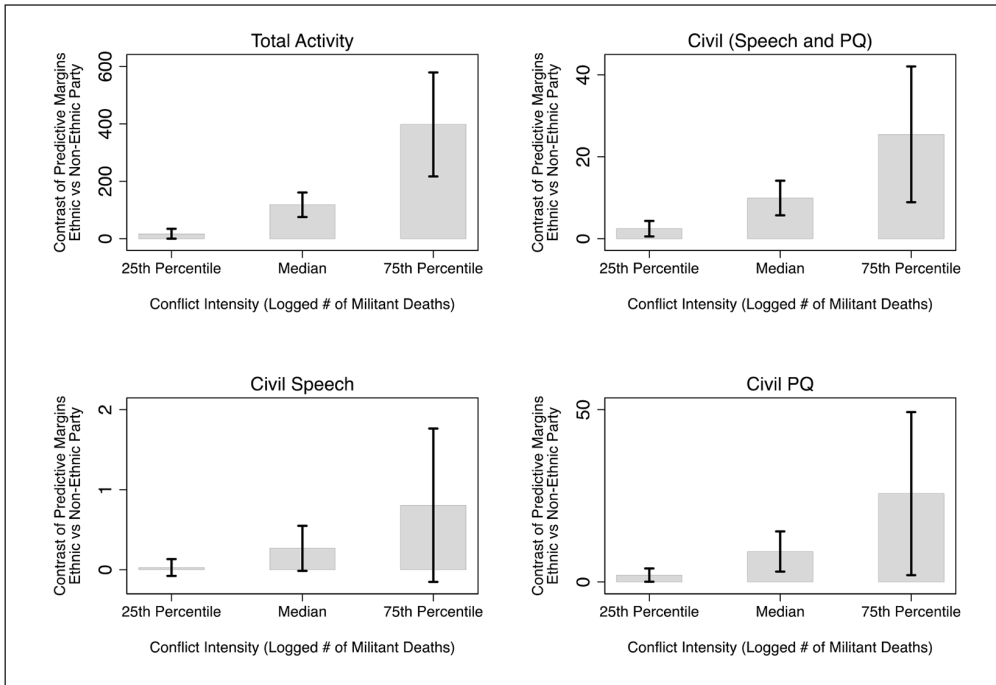 Total Activity
Contrast of Predictive Margins
Ethnic vs Non-Ethnic Party
600
400
200
0
25th Percentile Median 75th Percentile
Conflict Intensity (Logged # of Militant Deaths)
Civil (Speech and PQ)
Contrast of Predictive Margins
Ethnic vs Non-Ethnic Party
40
20
0
25th Percentile Median 75th Percentile
Conflict Intensity (Logged # of Militant Deaths)
Civil Speech
Contrast of Predictive Margins
Ethnic vs Non-Ethnic Party
2
1
0
25th Percentile Median 75th Percentile
Conflict Intensity (Logged # of Militant Deaths)
Civil PQ
Contrast of Predictive Margins
Ethnic vs Non-Ethnic Party
50
0
25th Percentile Median 75th Percentile
Conflict Intensity (Logged # of Militant Deaths)